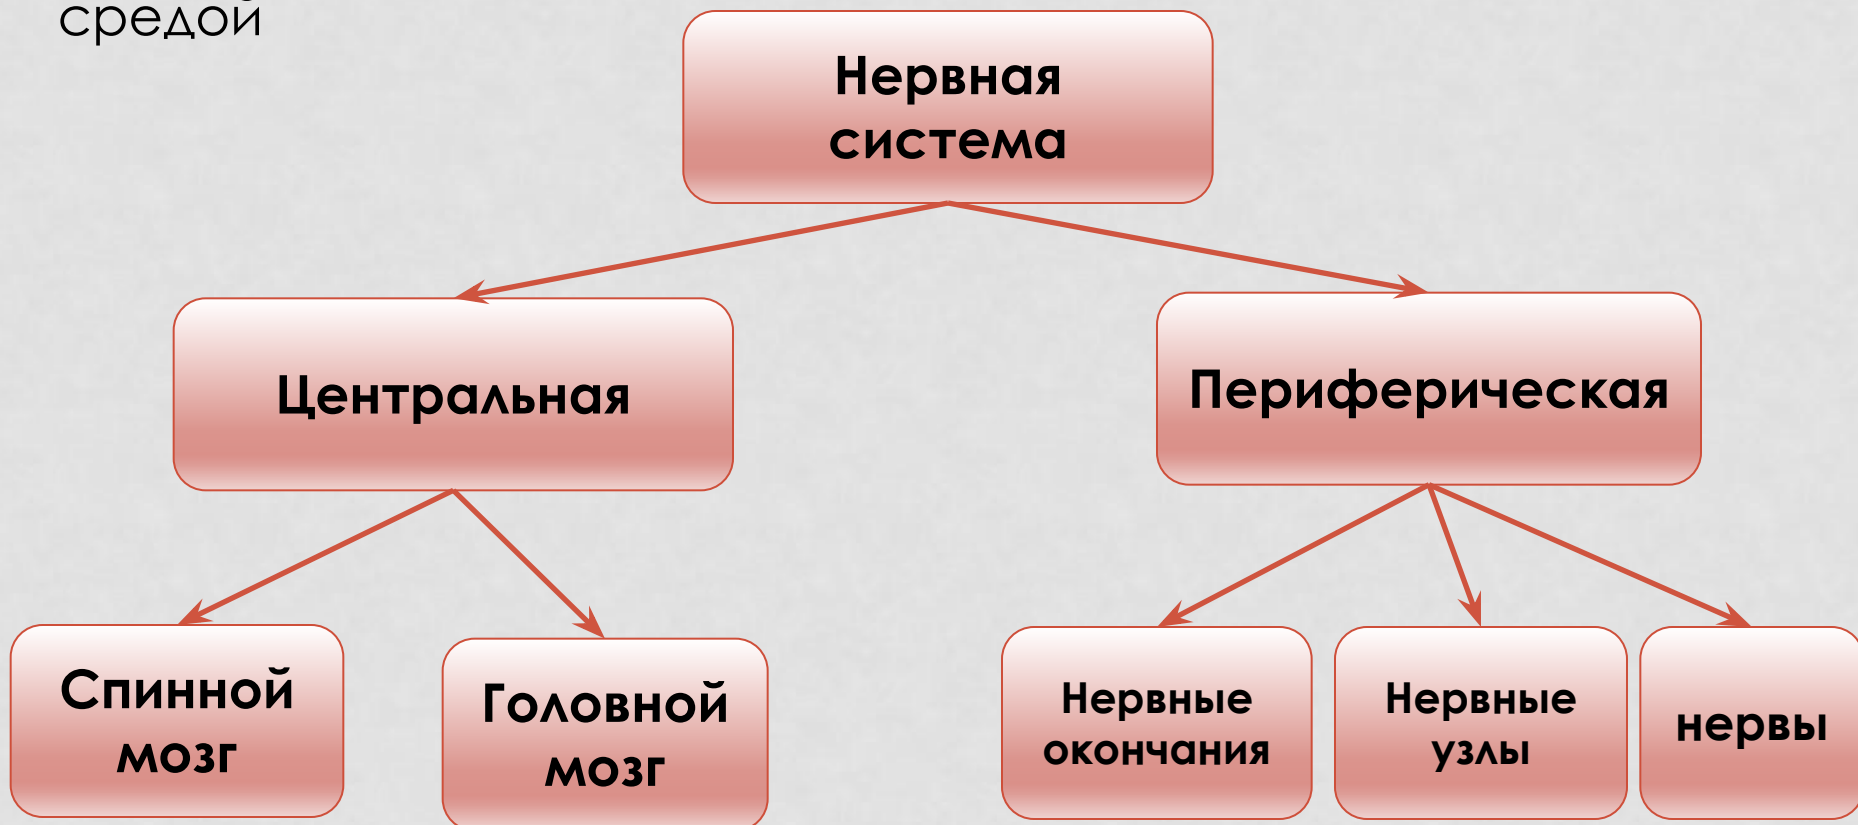 средой
Нервная
система
Центральная
Периферическая
Спинной
мозг
Головной
мозг
Нервные
окончания
Нервные
узлы
нервы